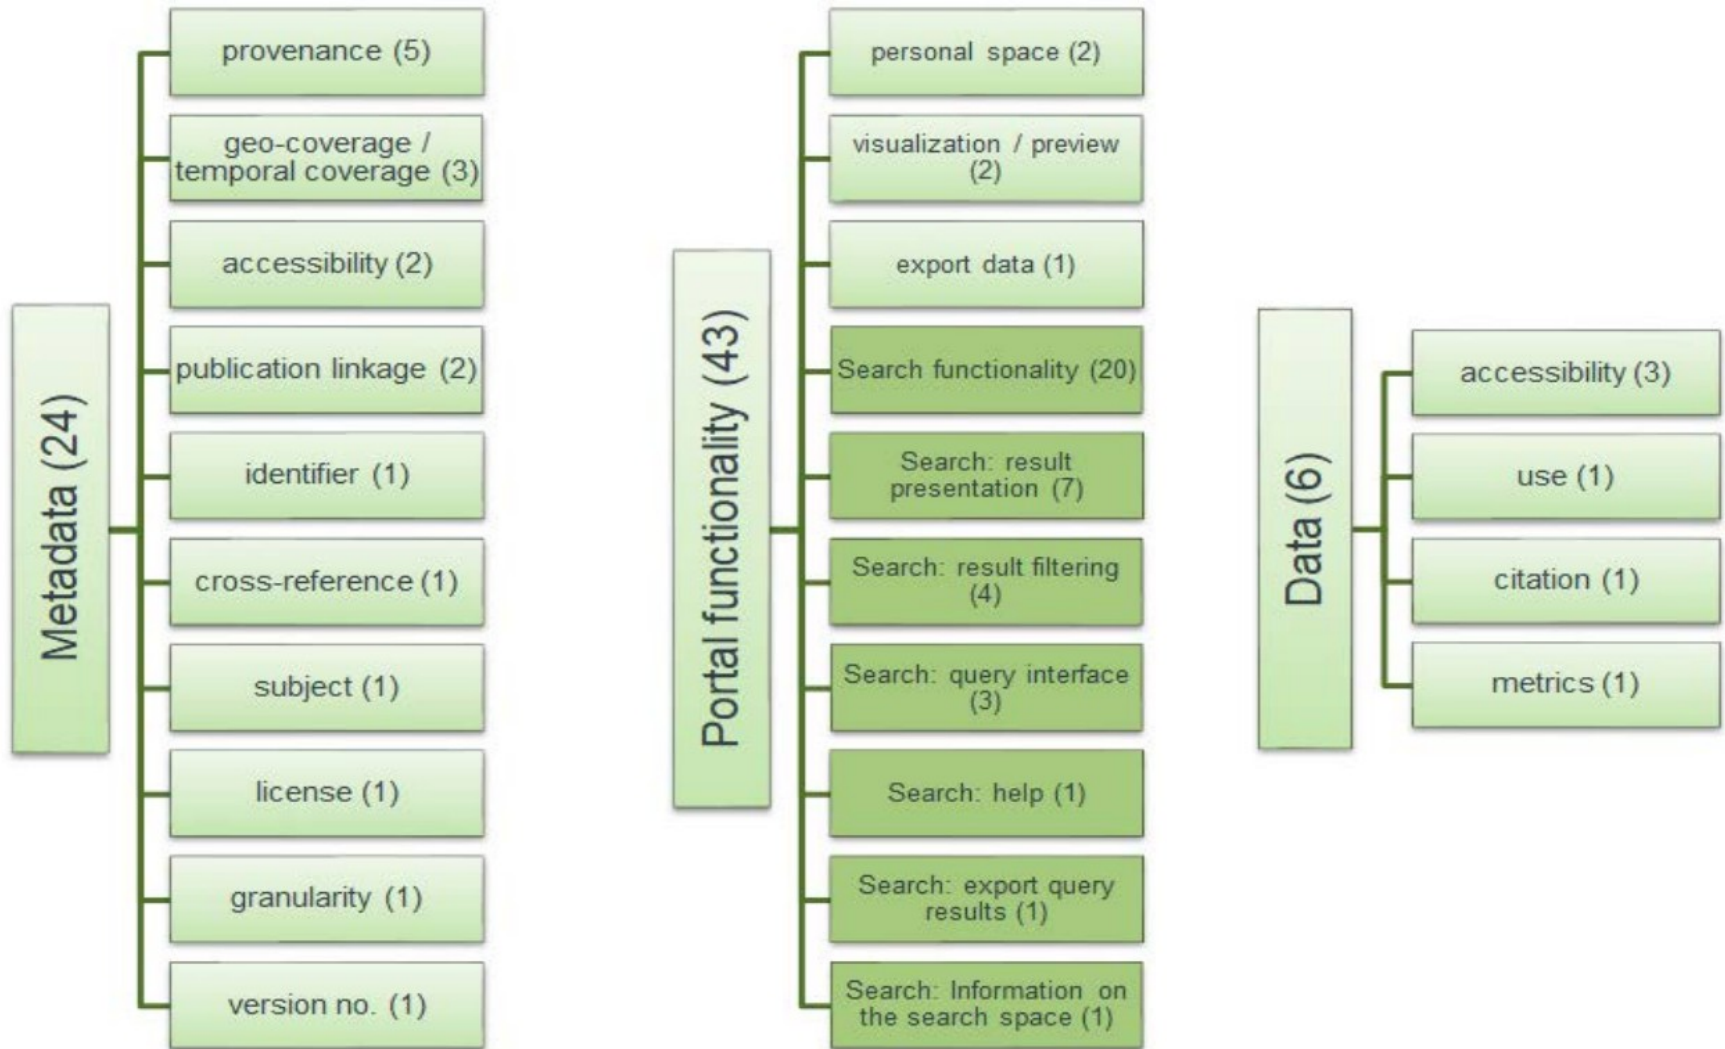 Metadata (24)
provenance (5)
geo-coverage /
temporal coverage (3)
accessibility (2)
publication linkage (2)
identifier (1)
cross-reference (1)
subject (1)
license (1)
granularity (1)
version no. (1)
Portal functionality (43)
personal space (2)
visualization / preview
(2)
export data (1)
Search functionality (20)
Search: result
presentation (7)
Search: result filtering
(4)
Search: query interface
(3)
Search: help (1)
Search: export query
results (1)
Search: Information on
the search space (1)
Data (6)
accessibility (3)
use (1)
citation (1)
metrics (1)